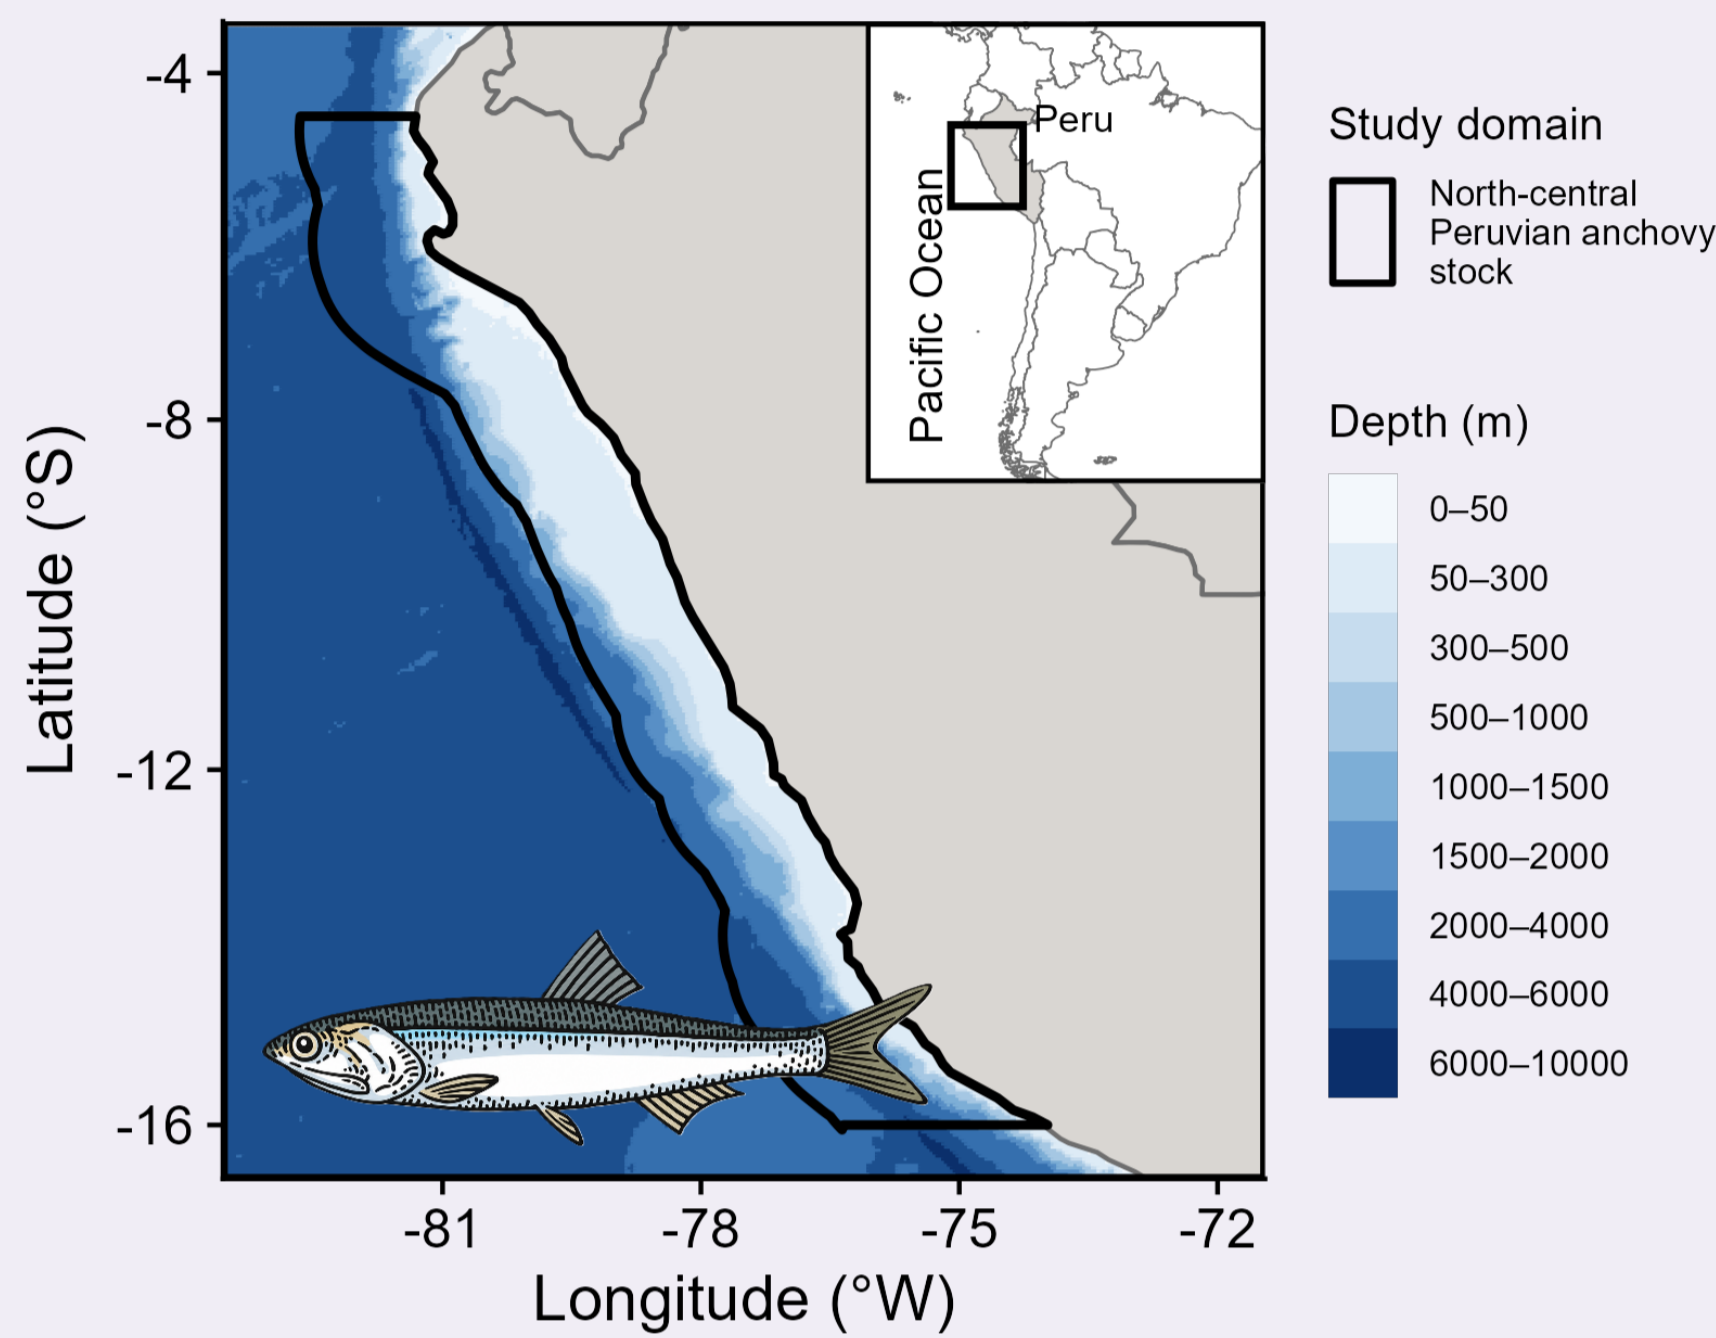 -4
-8
-12
-16
Latitude (°S)
-81
-78
-75
-72
Longitude (°W)
Peru
Pacific Ocean
Study domain
North-central
Peruvian anchovy
stock
Depth (m)
0–50
50–300
300–500
500–1000
1000–1500
1500–2000
2000–4000
4000–6000
6000–10000